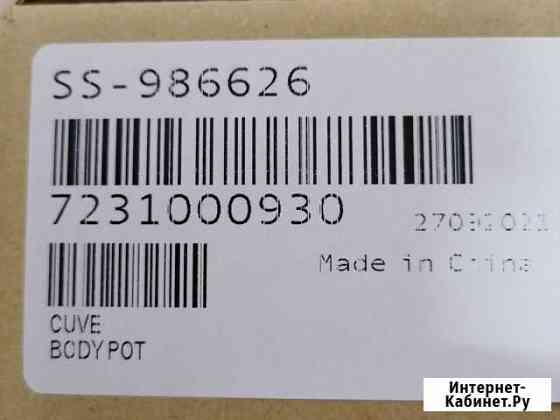 SS-986626
7231000930
Made in China
CUVE
BODY POT
Интернет-
Кабинет.Ру